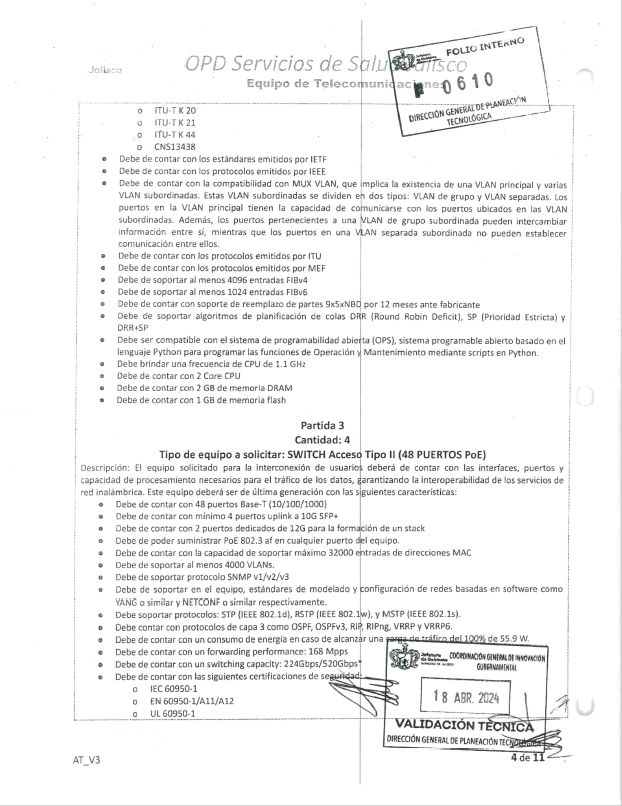 Jalisco
OPD Servicios de Salud Jalisco
Equipo de Telecomunicaciones
FOLIO INTERNO
0610
DIRECCIÓN GENERAL DE PLANEACIÓN
TECNOLÓGICA
o ITU-T K 20
o ITU-T K 21
o ITU-T K 44
o CNS13438
• Debe de contar con los estándares emitidos por IETF
• Debe de contar con los protocolos emitidos por IEEE
• Debe de contar con la compatibilidad con MUX VLAN, que implica la existencia de una VLAN principal y varias
VLAN subordinadas. Estas VLAN subordinadas se dividen en dos tipos: VLAN de grupo y VLAN separadas. Los
puertos en la VLAN principal tienen la capacidad de comunicarse con los puertos ubicados en las VLAN
subordinadas. Además, los puertos pertenecientes a una VLAN de grupo subordinada pueden intercambiar
información entre sí, mientras que los puertos en una VLAN separada subordinada no pueden establecer
comunicación entre ellos.
• Debe de contar con los protocolos emitidos por ITU
• Debe de contar con los protocolos emitidos por MEF
• Debe de soportar al menos 4096 entradas FIBv4
• Debe de soportar al menos 1024 entradas FIBv6
• Debe de contar con soporte de reemplazo de partes 9x5xNBD por 12 meses ante fabricante
• Debe de soportar algoritmos de planificación de colas DRR (Round Robin Deficit), SP (Prioridad Estricta) y
DRR+SP
• Debe ser compatible con el sistema de programabilidad abierta (OPS), sistema programable abierto basado en el
lenguaje Python para programar las funciones de Operación y Mantenimiento mediante scripts en Python.
• Debe brindar una frecuencia de CPU de 1.1 GHz
• Debe de contar con 2 Core CPU
• Debe de contar con 2 GB de memoria DRAM
• Debe de contar con 1 GB de memoria flash
Partida 3
Cantidad: 4
Tipo de equipo a solicitar: SWITCH Acceso Tipo II (48 PUERTOS PoE)
Descripción: El equipo solicitado para la interconexión de usuarios deberá de contar con las interfaces, puertos y
capacidad de procesamiento necesarios para el tráfico de los datos, garantizando la interoperabilidad de los servicios de
red inalámbrica. Este equipo deberá ser de última generación con las siguientes características:
• Debe de contar con 48 puertos Base-T (10/100/1000)
• Debe de contar con mínimo 4 puertos uplink a 10G SFP+
• Debe de contar con 2 puertos dedicados de 12G para la formación de un stack
• Debe de poder suministrar PoE 802.3 af en cualquier puerto del equipo.
• Debe de contar con la capacidad de soportar máximo 32000 entradas de direcciones MAC
• Debe de soportar al menos 4000 VLANs.
• Debe de soportar protocolo SNMP v1/v2/v3
• Debe de soportar en el equipo, estándares de modelado y configuración de redes basadas en software como
YANG o similar y NETCONF o similar respectivamente.
• Debe soportar protocolos: STP (IEEE 802.1d), RSTP (IEEE 802.1w), y MSTP (IEEE 802.1s).
• Debe contar con protocolos de capa 3 como OSPF, OSPFv3, RIP, RIPng, VRRP y VRRP6.
• Debe de contar con un consumo de energía en caso de alcanzar una carga de tráfico del 100% de 55.9 W.
• Debe de contar con un forwarding performance: 168 Mpps
• Debe de contar con un switching capacity: 224Gbps/520Gbps*
• Debe de contar con las siguientes certificaciones de seguridad:
o IEC 60950-1
o EN 60950-1/A11/A12
o UL 60950-1
COORDINACIÓN GENERAL DE INNOVACIÓN
GUBERNAMENTAL
18 ABR. 2024
VALIDACIÓN TÉCNICA
DIRECCIÓN GENERAL DE PLANEACIÓN TECNOLÓGICA
AT_V3
4 de 11